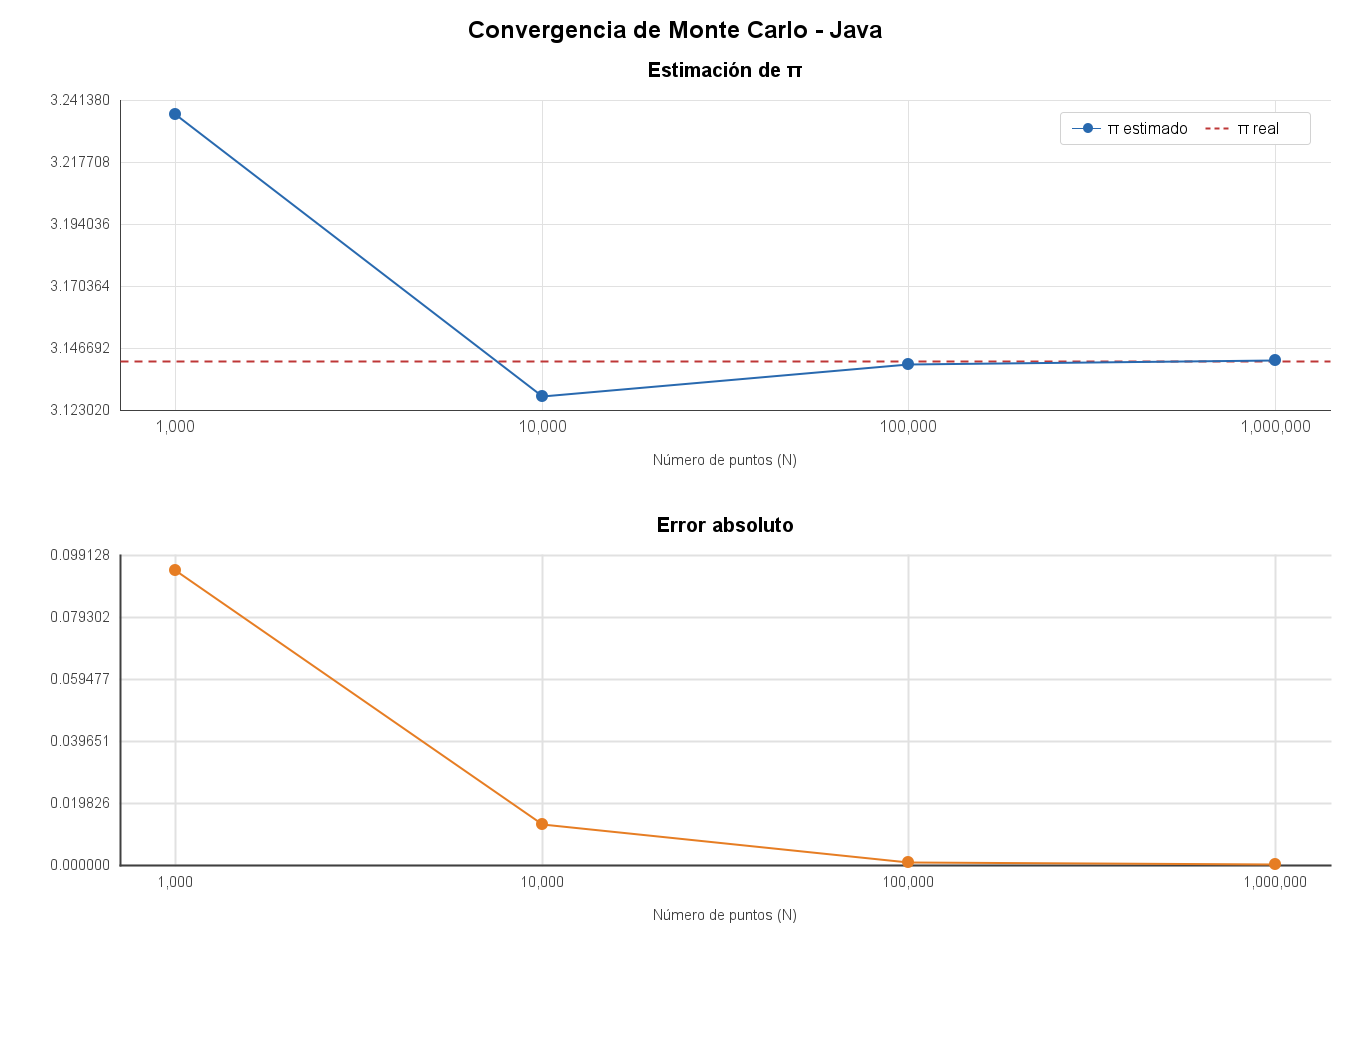 Convergencia de Monte Carlo - Java
Estimación de π
3.241380
3.217708
3.194036
3.170364
3.146692
3.123020
π estimado
π real
1,000
10,000
100,000
1,000,000
Número de puntos (N)
Error absoluto
0.099128
0.079302
0.059477
0.039651
0.019826
0.000000
1,000
10,000
100,000
1,000,000
Número de puntos (N)